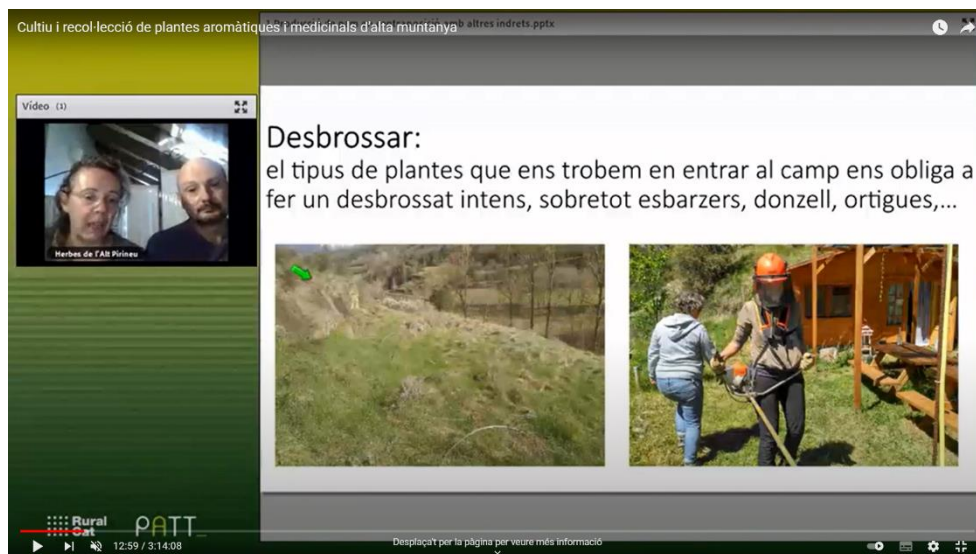 Cultiu i recol·lecció de plantes aromàtiques i medicinals d'alta muntanya
amb altres indrets.pptx
Vídeo (1)
Herbes de l'Alt Pirineu
Desbrossar:
el tipus de plantes que ens trobem en entrar al camp ens obliga a
fer un desbrossat intens, sobretot esbarzers, donzell, ortigues,...
Rural
Cat
PATT_
12:59 / 3:14:08
Desplaça't per la pàgina per veure més informació